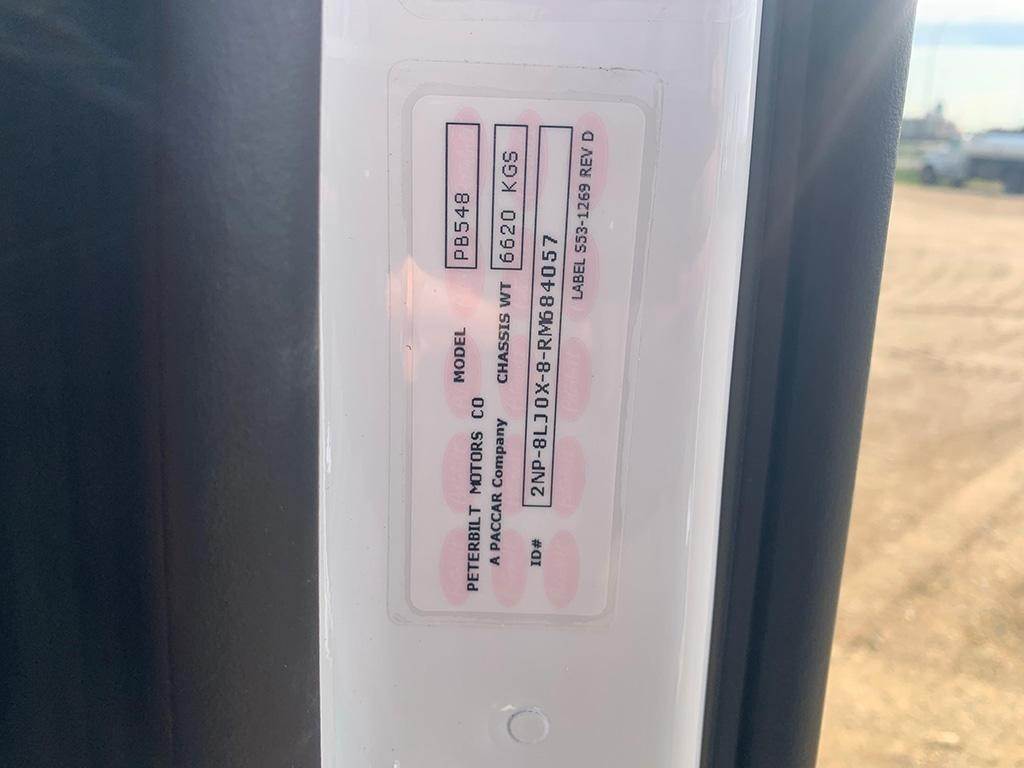 PETERBILT MOTORS CO MODEL PB548
A PACCAR Company CHASSIS WT 6620 KGS
ID# 2NP-8LJ0X-8-RM684057
LABEL S53-1269 REV D